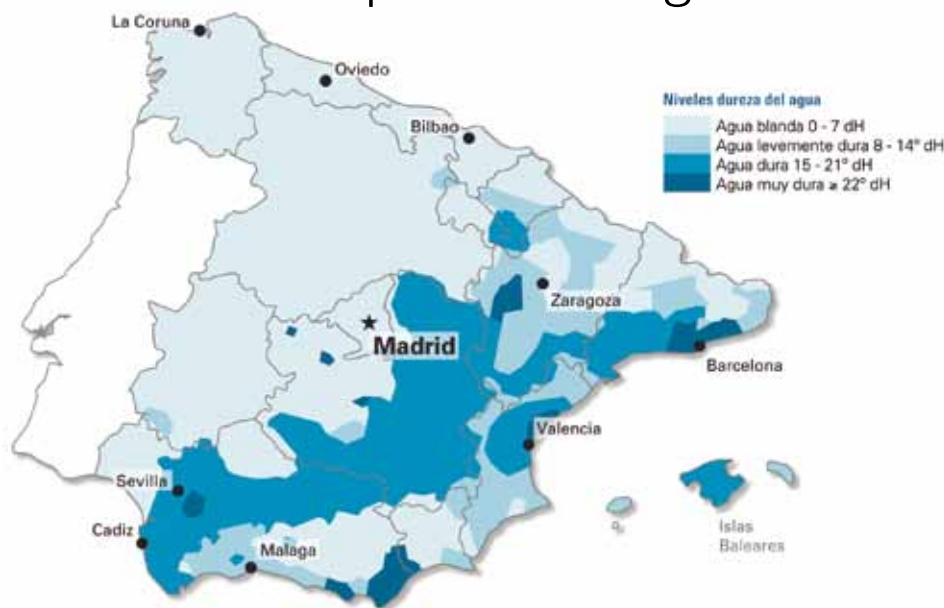 La Coruna
Oviedo
Bilbao
Niveles dureza del agua
Agua blanda 0 - 7 dH
Agua levemente dura 8 - 14° dH
Agua dura 15 - 21° dH
Agua muy dura ≥ 22° dH
Zaragoza
Madrid
Barcelona
Valencia
Sevilla
Cadiz
Malaga
Islas
Baleares